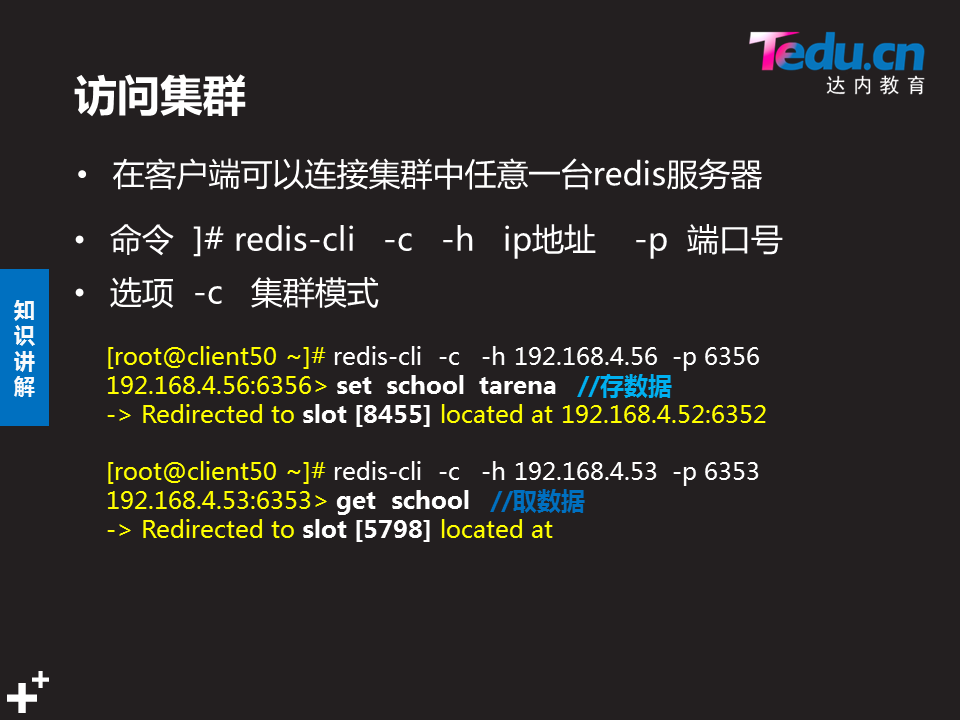 Tedu.cn
达内教育
访问集群
• 在客户端可以连接集群中任意一台redis服务器
• 命令 ]# redis-cli -c -h ip地址 -p 端口号
• 选项 -c 集群模式
知识讲解
[root@client50 ~]# redis-cli -c -h 192.168.4.56 -p 6356
192.168.4.56:6356> set school tarena //存数据
-> Redirected to slot [8455] located at 192.168.4.52:6352
[root@client50 ~]# redis-cli -c -h 192.168.4.53 -p 6353
192.168.4.53:6353> get school //取数据
-> Redirected to slot [5798] located at